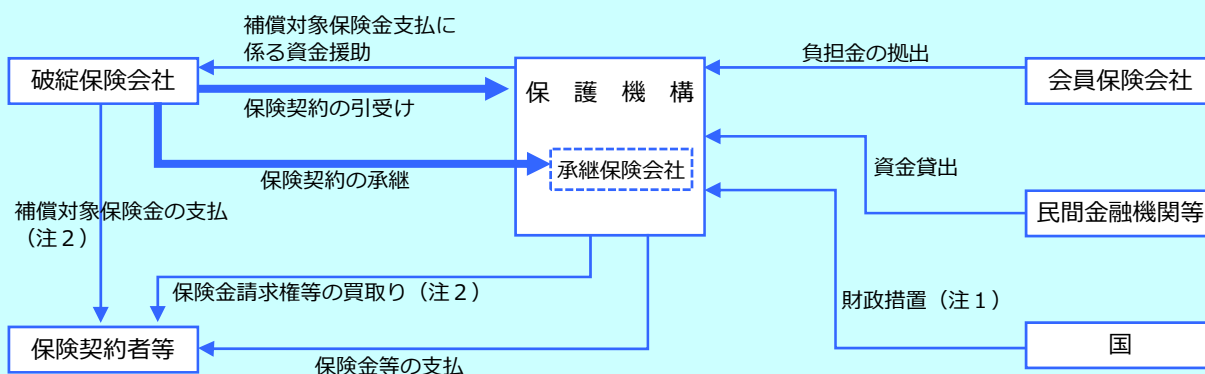 補償対象保険金支払に
係る資金援助
負担金の拠出
破綻保険会社
保護機構
会員保険会社
保険契約の引受け
承継保険会社
資金貸出
保険契約の承継
補償対象保険金の支払
（注２）
民間金融機関等
保険金請求権等の買取り（注２）
財政措置（注１）
保険契約者等
国
保険金等の支払